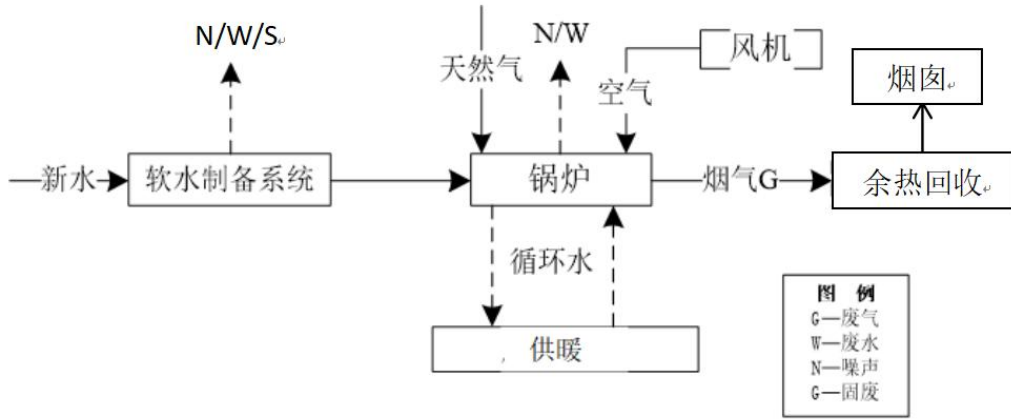 N/W/S
天然气
N/W
空气
风机
烟囱
新水
软水制备系统
锅炉
烟气G
余热回收
循环水
供暖
图 例
G—废气
W—废水
N—噪声
G—固废